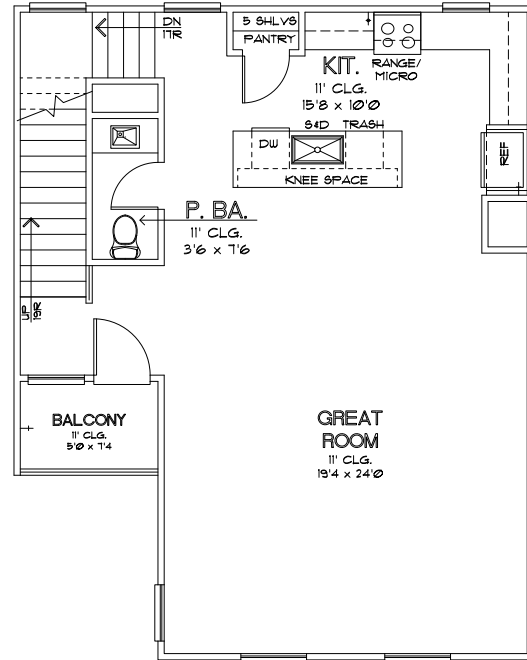 DN
17R
5 SHLVS
PANTRY
KIT.
11' CLG.
15'8 x 10'0
RANGE/
MICRO
S&D TRASH
DW
KNEE SPACE
REF
P. BA.
11' CLG.
3'6 x 7'6
UP
19R
BALCONY
11' CLG.
5'0 x 7'4
GREAT
ROOM
11' CLG.
19'4 x 24'0